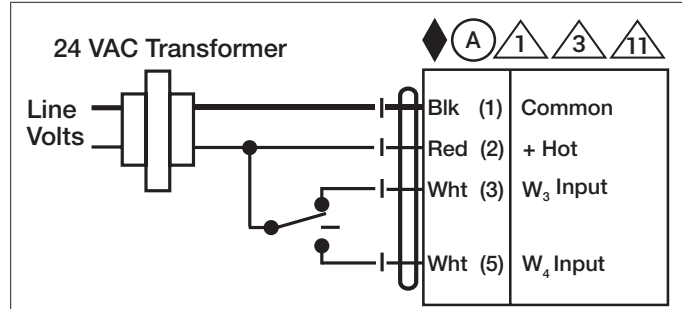 24 VAC Transformer
A 1 3 11
Line
Volts
Blk (1) Common
Red (2) + Hot
Wht (3) W₃ Input
Wht (5) W₄ Input